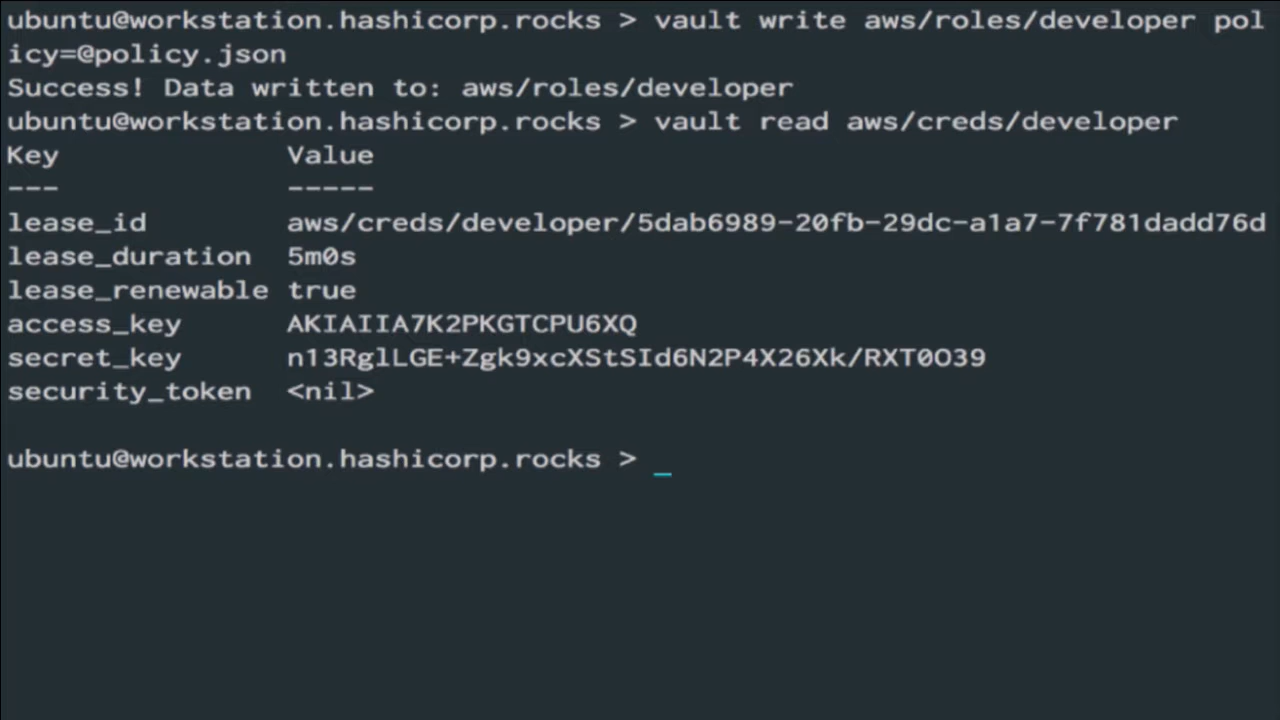 ubuntu@workstation.hashicorp.rocks > vault write aws/roles/developer pol
icy=@policy.json
Success! Data written to: aws/roles/developer
ubuntu@workstation.hashicorp.rocks > vault read aws/creds/developer
Key Value
--- -----
lease_id aws/creds/developer/5dab6989-20fb-29dc-a1a7-7f781dadd76d
lease_duration 5m0s
lease_renewable true
access_key AKIAIIA7K2PKGTCPU6XQ
secret_key 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
security_token <nil>
ubuntu@workstation.hashicorp.rocks > _